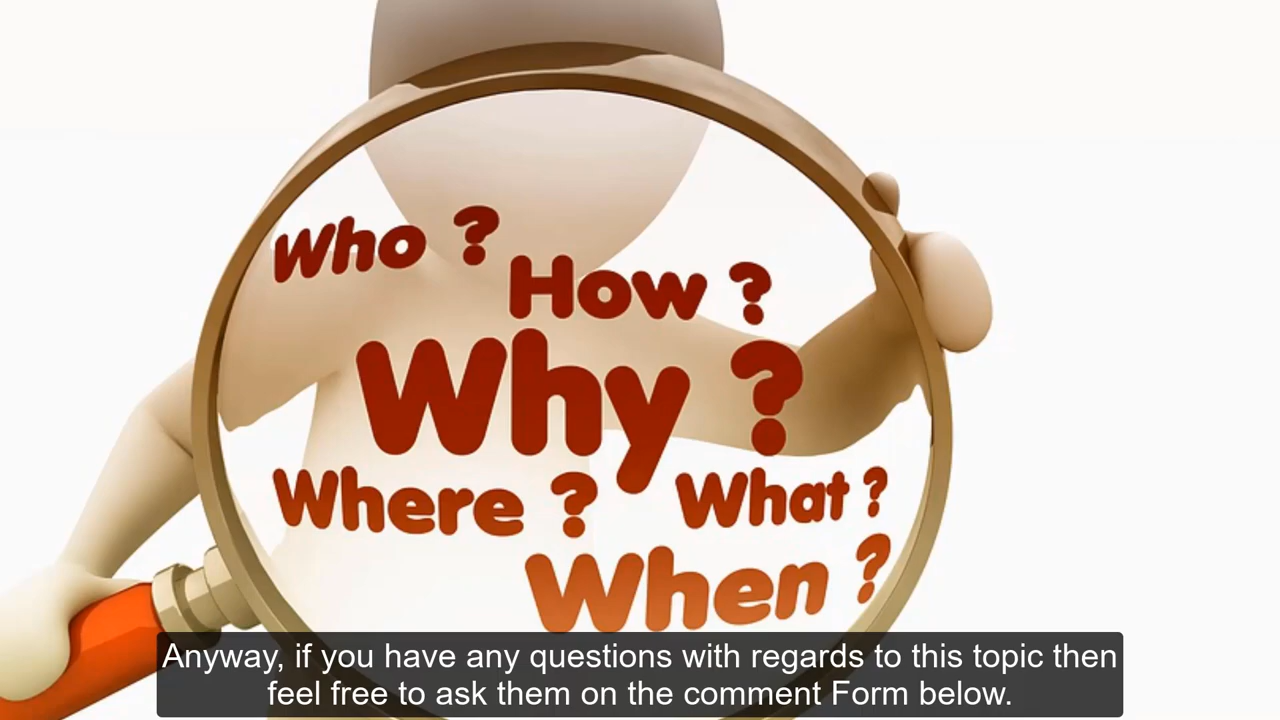 Who ?
How ?
Why ?
Where ?
What ?
When ?
Anyway, if you have any questions with regards to this topic then
feel free to ask them on the comment Form below.